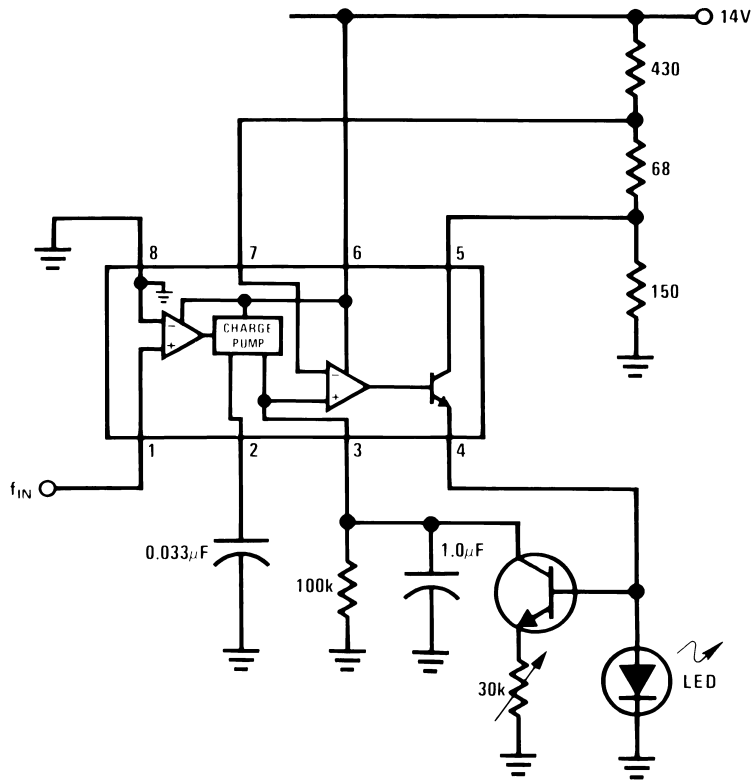 14V
430
68
8 7 6 5
150
CHARGE
PUMP
−
+
−
+
1 2 3 4
fIN
0.033μF
100k
1.0μF
30k
LED